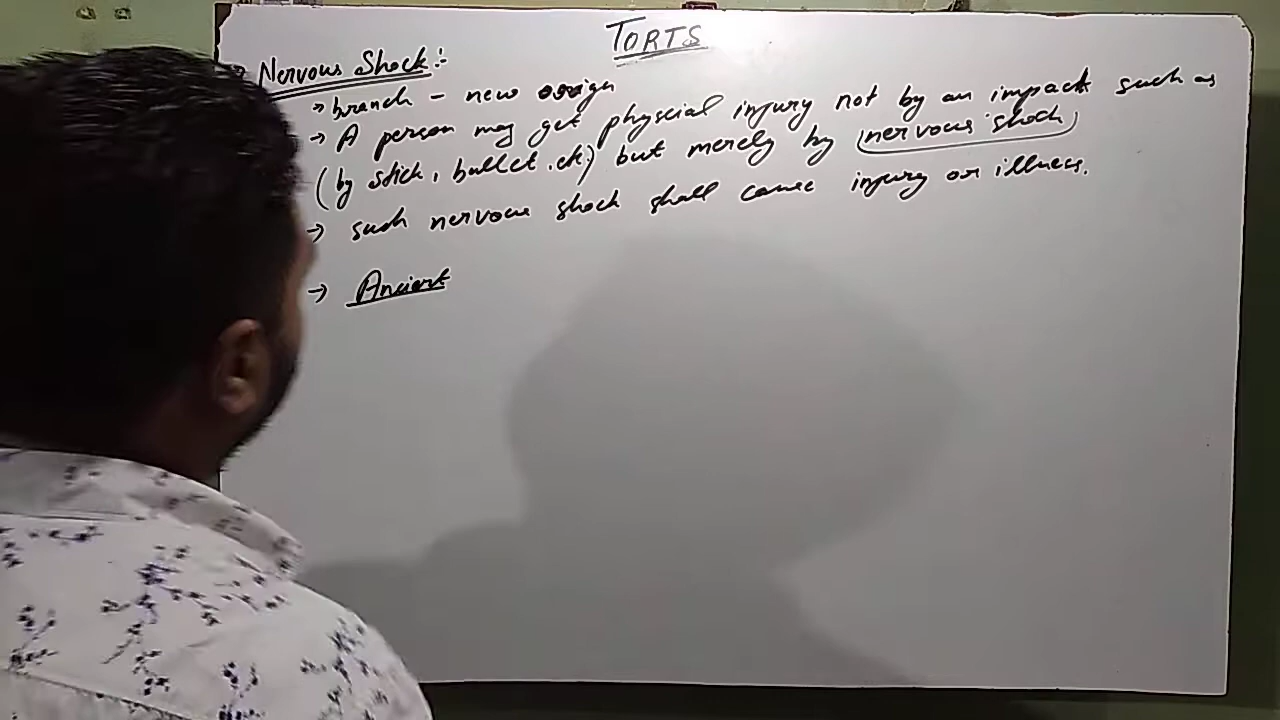 TORTS
Nervous Shock:-
→ branch - new origin
→ A person may get physcial injury not by an impact such as
(by stick, bullet, etc) but merely by nervous shock
→ such nervous shock shall cause injury or illness.
→ Ancient